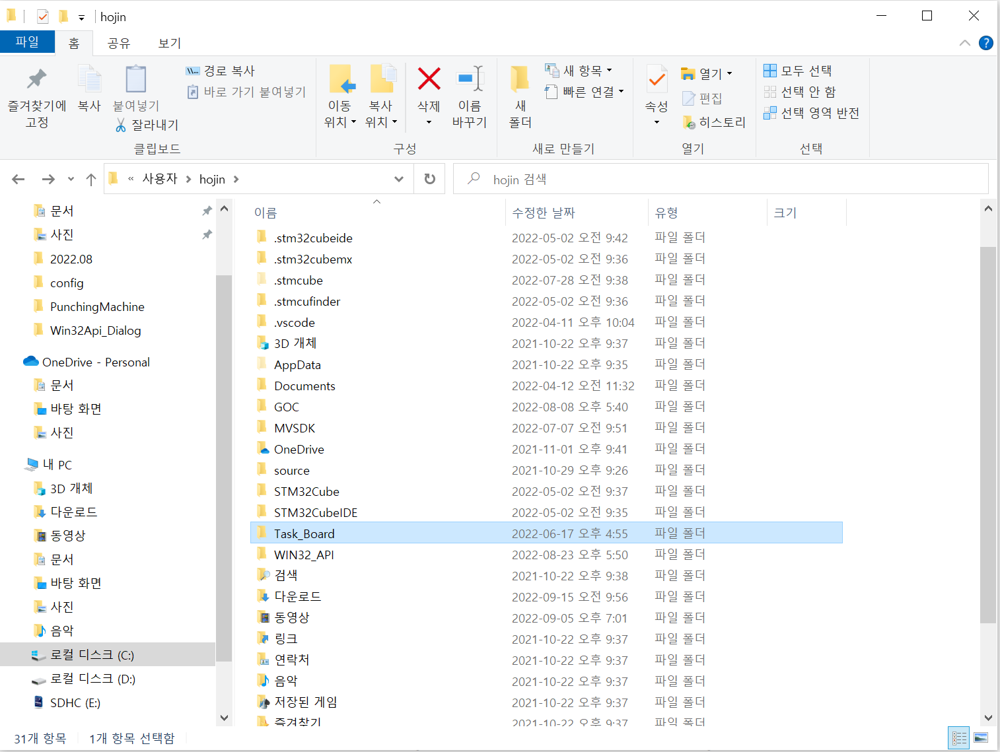 hojin
파일
홈
공유
보기
즐겨찾기에
고정
복사
붙여넣기
잘라내기
경로 복사
바로 가기 붙여넣기
클립보드
이동
위치
복사
위치
삭제
이름
바꾸기
구성
새
폴더
새 항목
빠른 연결
새로 만들기
속성
열기
편집
히스토리
열기
모두 선택
선택 안 함
선택 영역 반전
선택
« 사용자 > hojin >
hojin 검색
문서
사진
2022.08
config
PunchingMachine
Win32Api_Dialog
OneDrive - Personal
문서
바탕 화면
사진
내 PC
3D 개체
다운로드
동영상
문서
바탕 화면
사진
음악
로컬 디스크 (C:)
로컬 디스크 (D:)
SDHC (E:)
이름 수정한 날짜 유형 크기
.stm32cubeide 2022-05-02 오전 9:42 파일 폴더
.stm32cubemx 2022-05-02 오전 9:36 파일 폴더
.stmcube 2022-07-28 오전 9:38 파일 폴더
.stmcufinder 2022-05-02 오전 9:36 파일 폴더
.vscode 2022-04-11 오후 10:04 파일 폴더
3D 개체 2021-10-22 오후 9:37 파일 폴더
AppData 2021-10-22 오후 9:35 파일 폴더
Documents 2022-04-12 오전 11:32 파일 폴더
GOC 2022-08-08 오후 5:40 파일 폴더
MVSDK 2022-07-07 오전 9:51 파일 폴더
OneDrive 2021-11-01 오후 9:41 파일 폴더
source 2021-10-29 오후 9:26 파일 폴더
STM32Cube 2022-05-02 오전 9:37 파일 폴더
STM32CubeIDE 2022-05-02 오전 9:35 파일 폴더
Task_Board 2022-06-17 오후 4:55 파일 폴더
WIN32_API 2022-08-23 오후 5:50 파일 폴더
검색 2021-10-22 오후 9:38 파일 폴더
다운로드 2022-09-15 오전 9:56 파일 폴더
동영상 2022-09-05 오후 7:01 파일 폴더
링크 2021-10-22 오후 9:37 파일 폴더
연락처 2021-10-22 오후 9:37 파일 폴더
음악 2021-10-22 오후 9:37 파일 폴더
저장된 게임 2021-10-22 오후 9:37 파일 폴더
즐겨찾기 2021-10-22 오후 9:37 파일 폴더
31개 항목
1개 항목 선택함